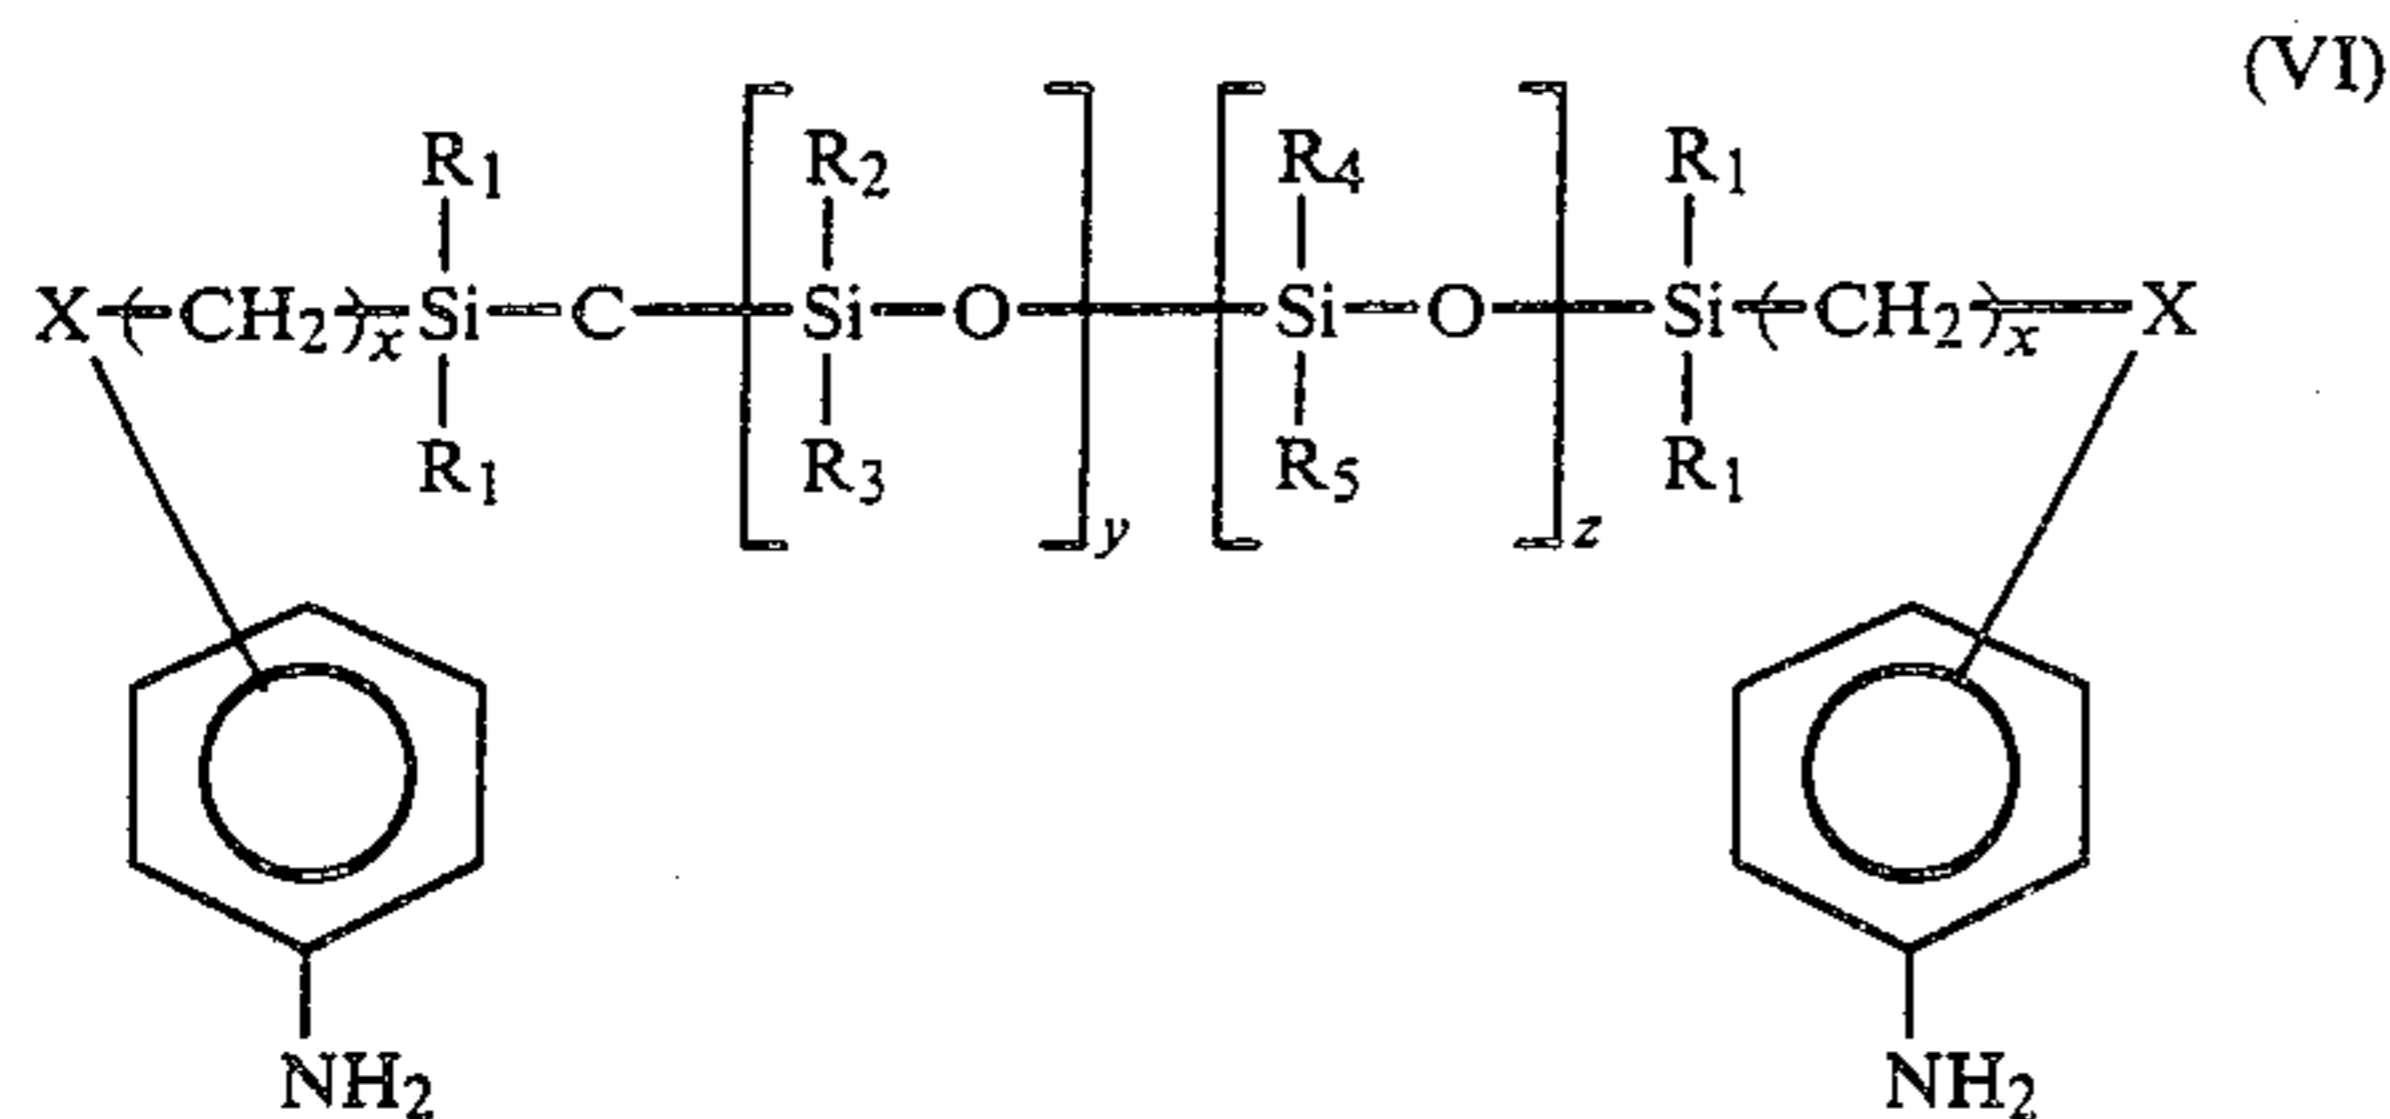 (VI)
R1 R2 R4 R1
X-(CH2)x-Si-C-[Si-O]y-[Si-O]z-Si-(CH2)x-X
R1 R3 R5 R1
NH2 NH2